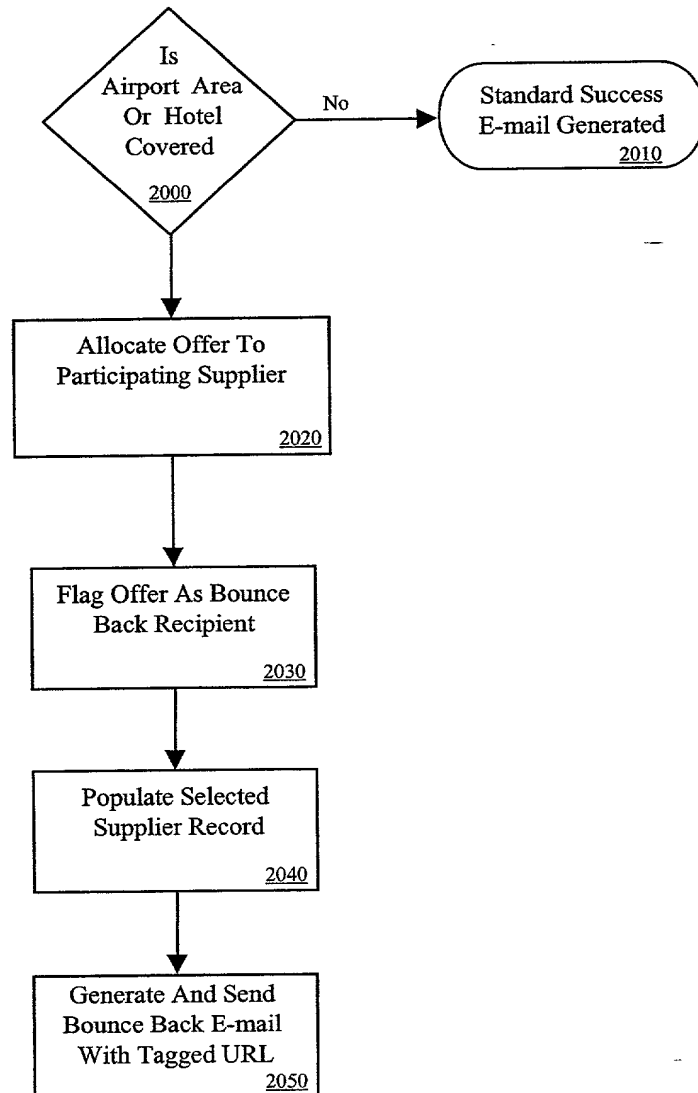 Is
Airport Area
Or Hotel
Covered
2000
No
Standard Success
E-mail Generated
2010
Allocate Offer To
Participating Supplier
2020
Flag Offer As Bounce
Back Recipient
2030
Populate Selected
Supplier Record
2040
Generate And Send
Bounce Back E-mail
With Tagged URL
2050